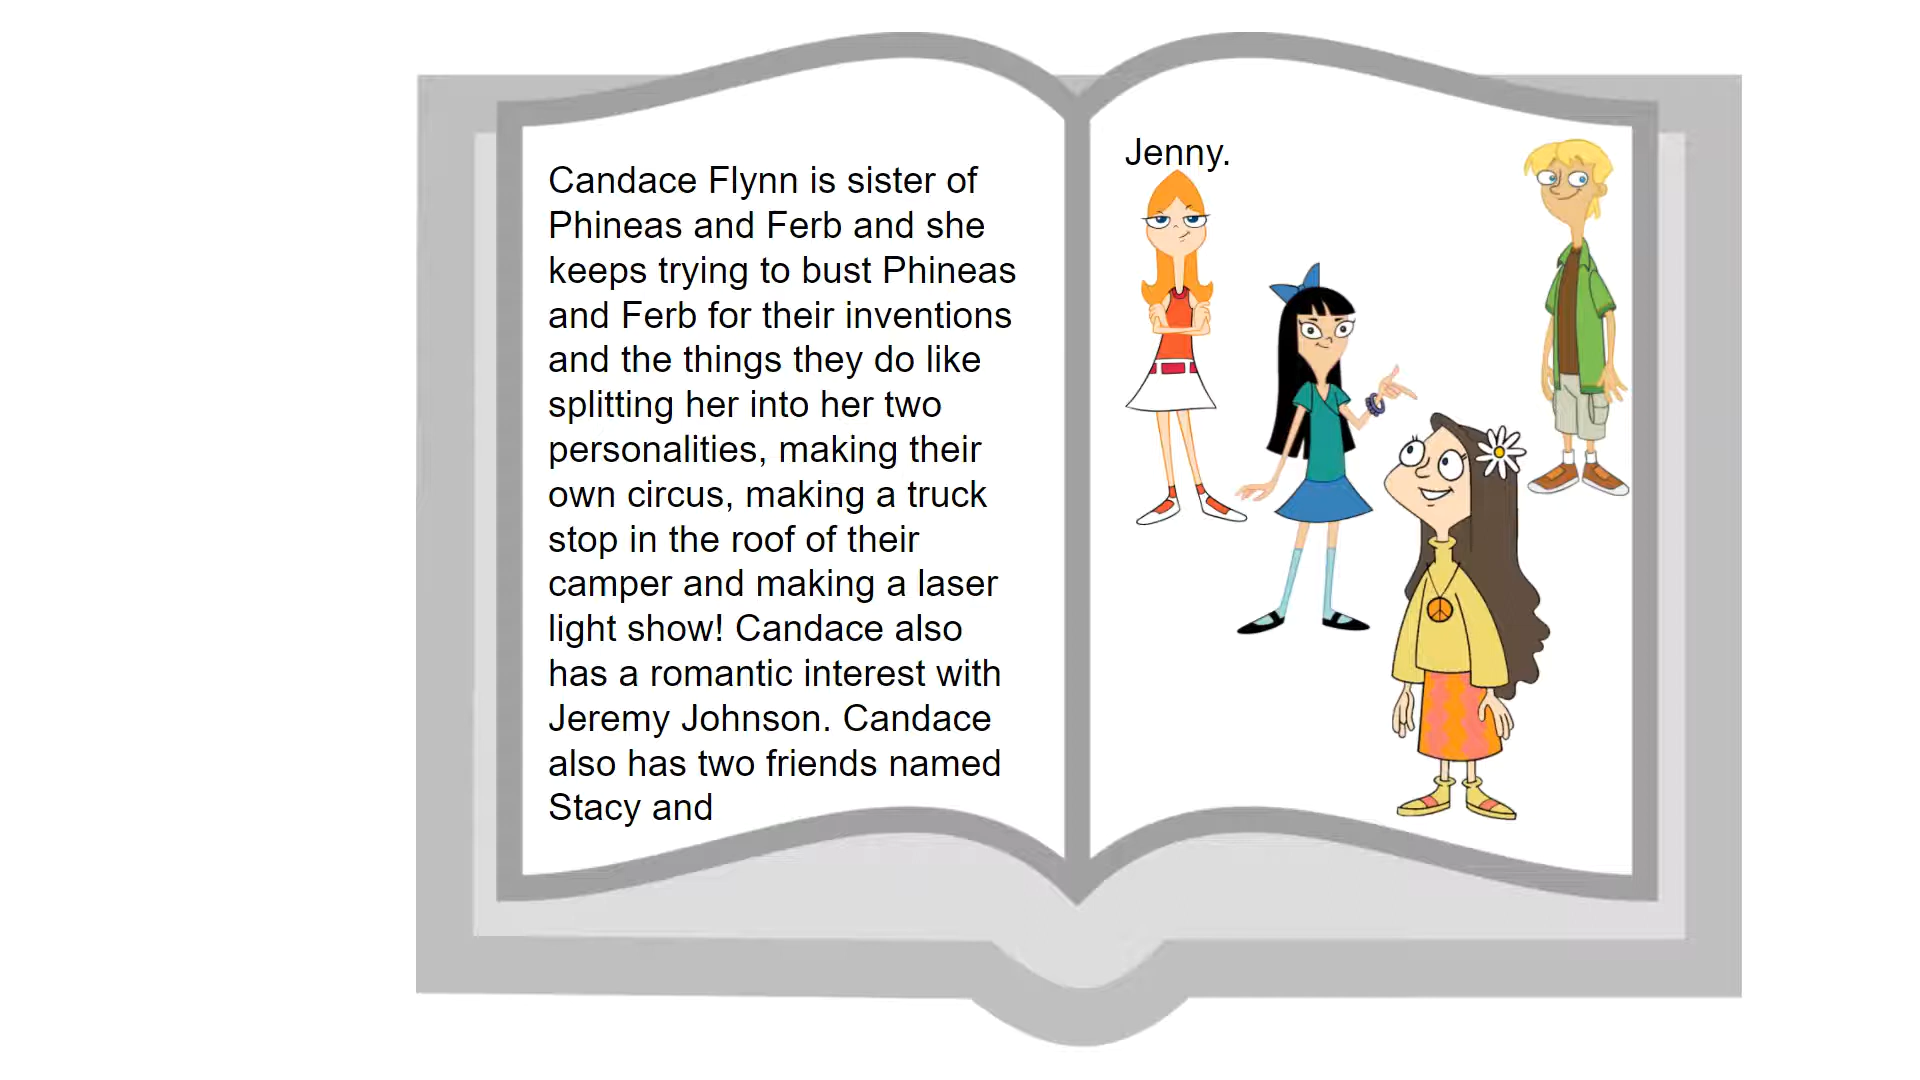 Candace Flynn is sister of
Phineas and Ferb and she
keeps trying to bust Phineas
and Ferb for their inventions
and the things they do like
splitting her into her two
personalities, making their
own circus, making a truck
stop in the roof of their
camper and making a laser
light show! Candace also
has a romantic interest with
Jeremy Johnson. Candace
also has two friends named
Stacy and
Jenny.